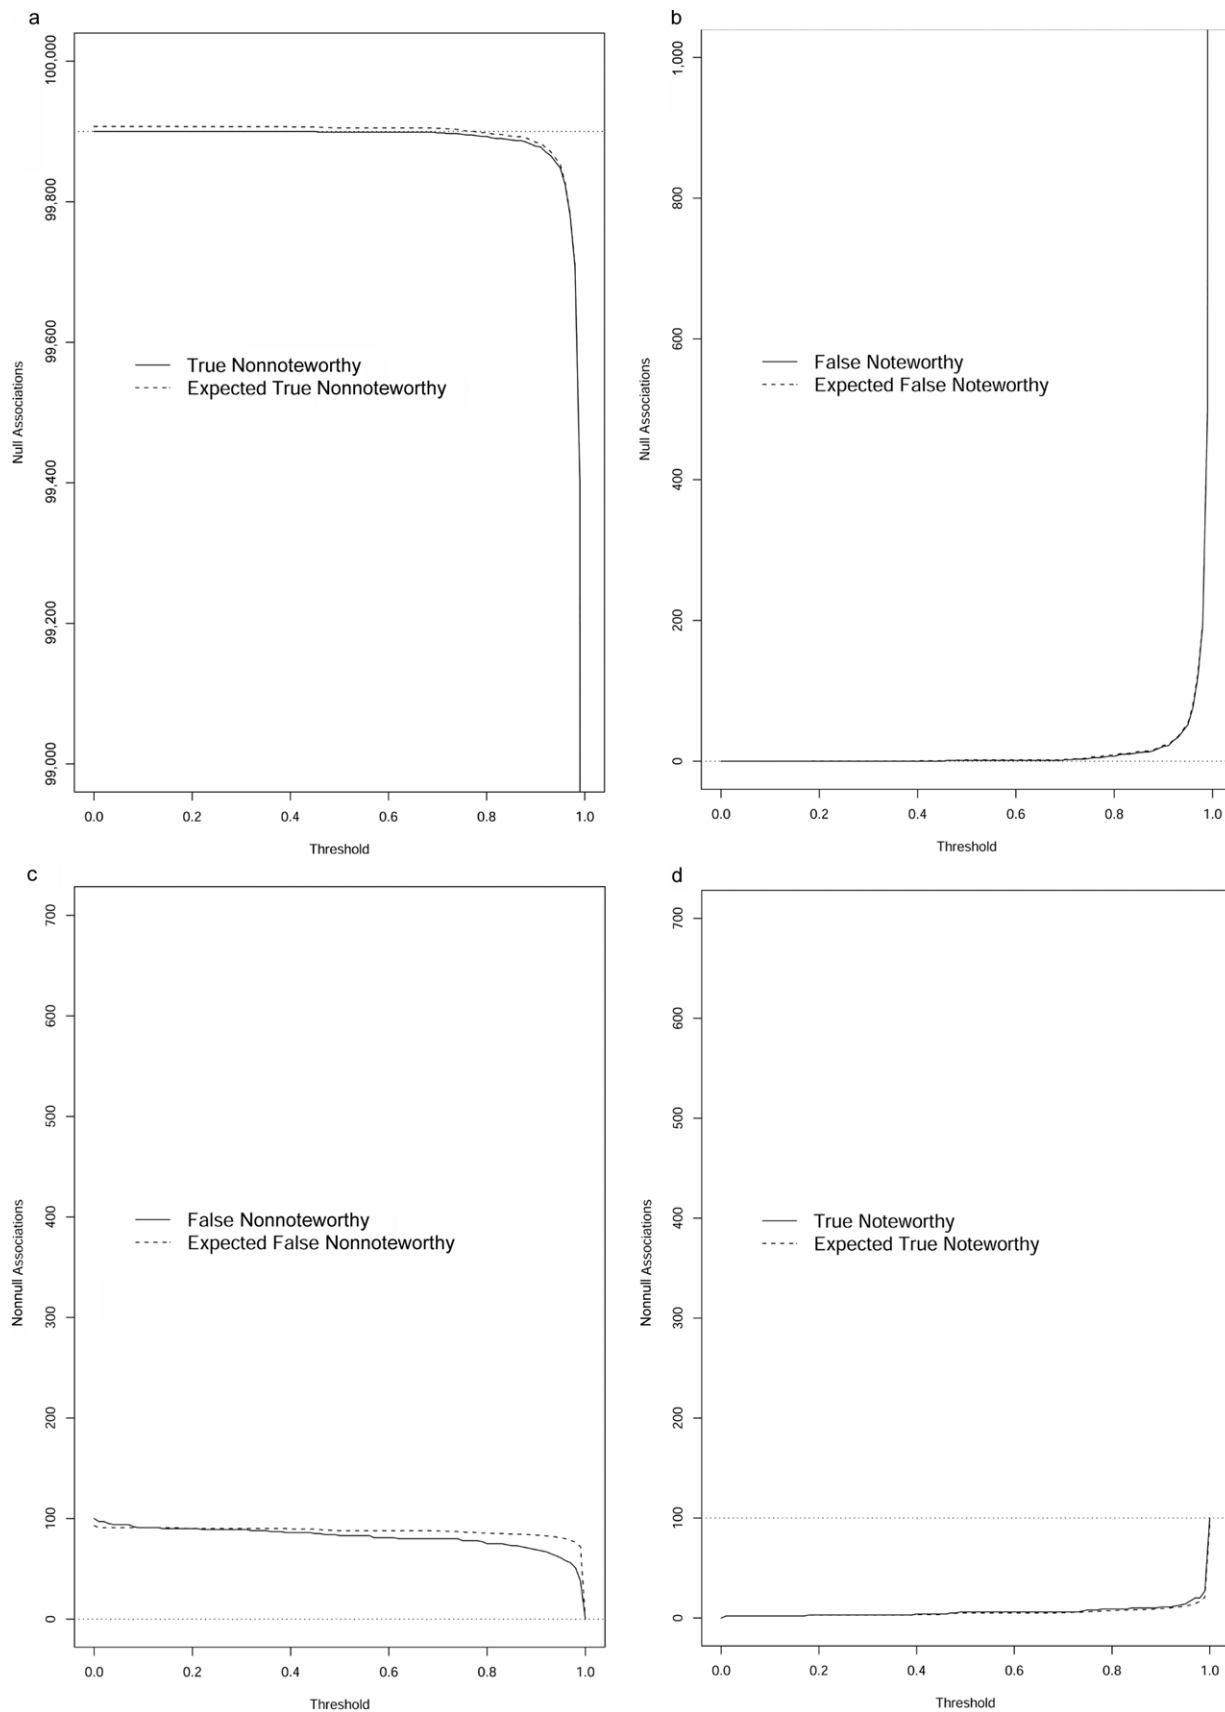 a
100,000
99,800
99,600
99,400
99,200
99,000
Null Associations
True Nonnoteworthy
Expected True Nonnoteworthy
0.0 0.2 0.4 0.6 0.8 1.0
Threshold
b
1,000
800
600
400
200
0
Null Associations
False Noteworthy
Expected False Noteworthy
0.0 0.2 0.4 0.6 0.8 1.0
Threshold
c
700
600
500
400
300
200
100
0
Nonnull Associations
False Nonnoteworthy
Expected False Nonnoteworthy
0.0 0.2 0.4 0.6 0.8 1.0
Threshold
d
700
600
500
400
300
200
100
0
Nonnull Associations
True Noteworthy
Expected True Noteworthy
0.0 0.2 0.4 0.6 0.8 1.0
Threshold